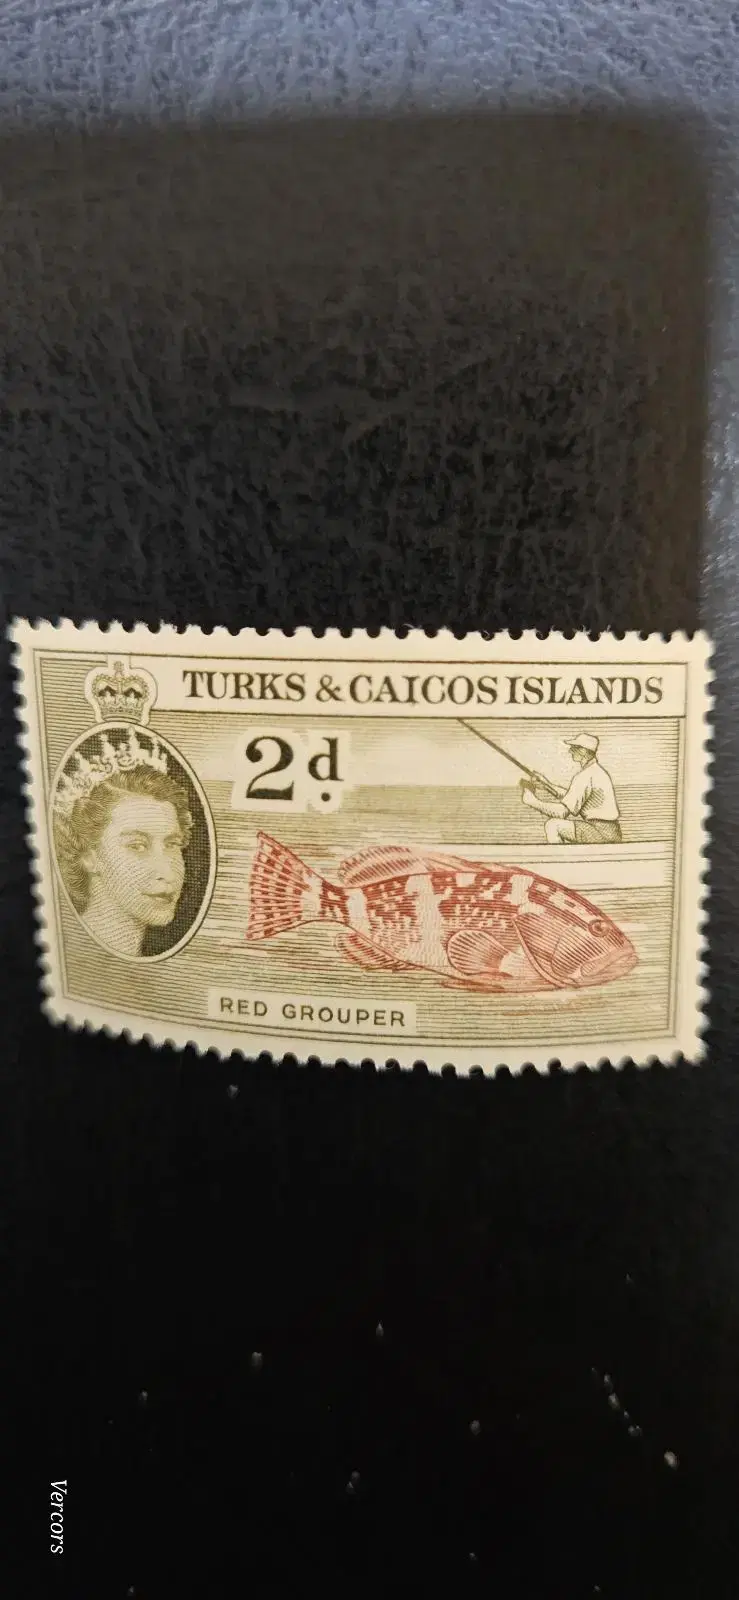 TURKS & CAICOS ISLANDS
2d.
RED GROUPER
Vercors